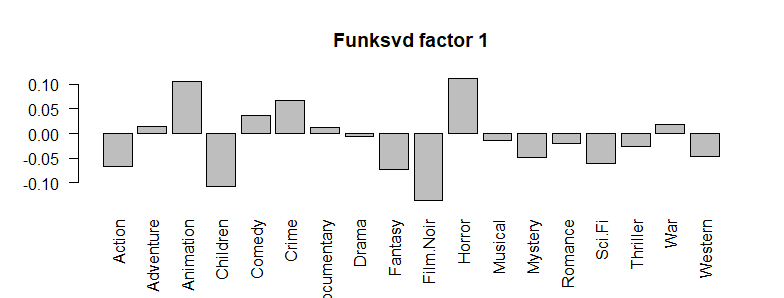 Funksvd factor 1
0.10
0.05
0.00
-0.05
-0.10
Action
Adventure
Animation
Children
Comedy
Crime
ocumentary
Drama
Fantasy
Film.Noir
Horror
Musical
Mystery
Romance
Sci.Fi
Thriller
War
Western